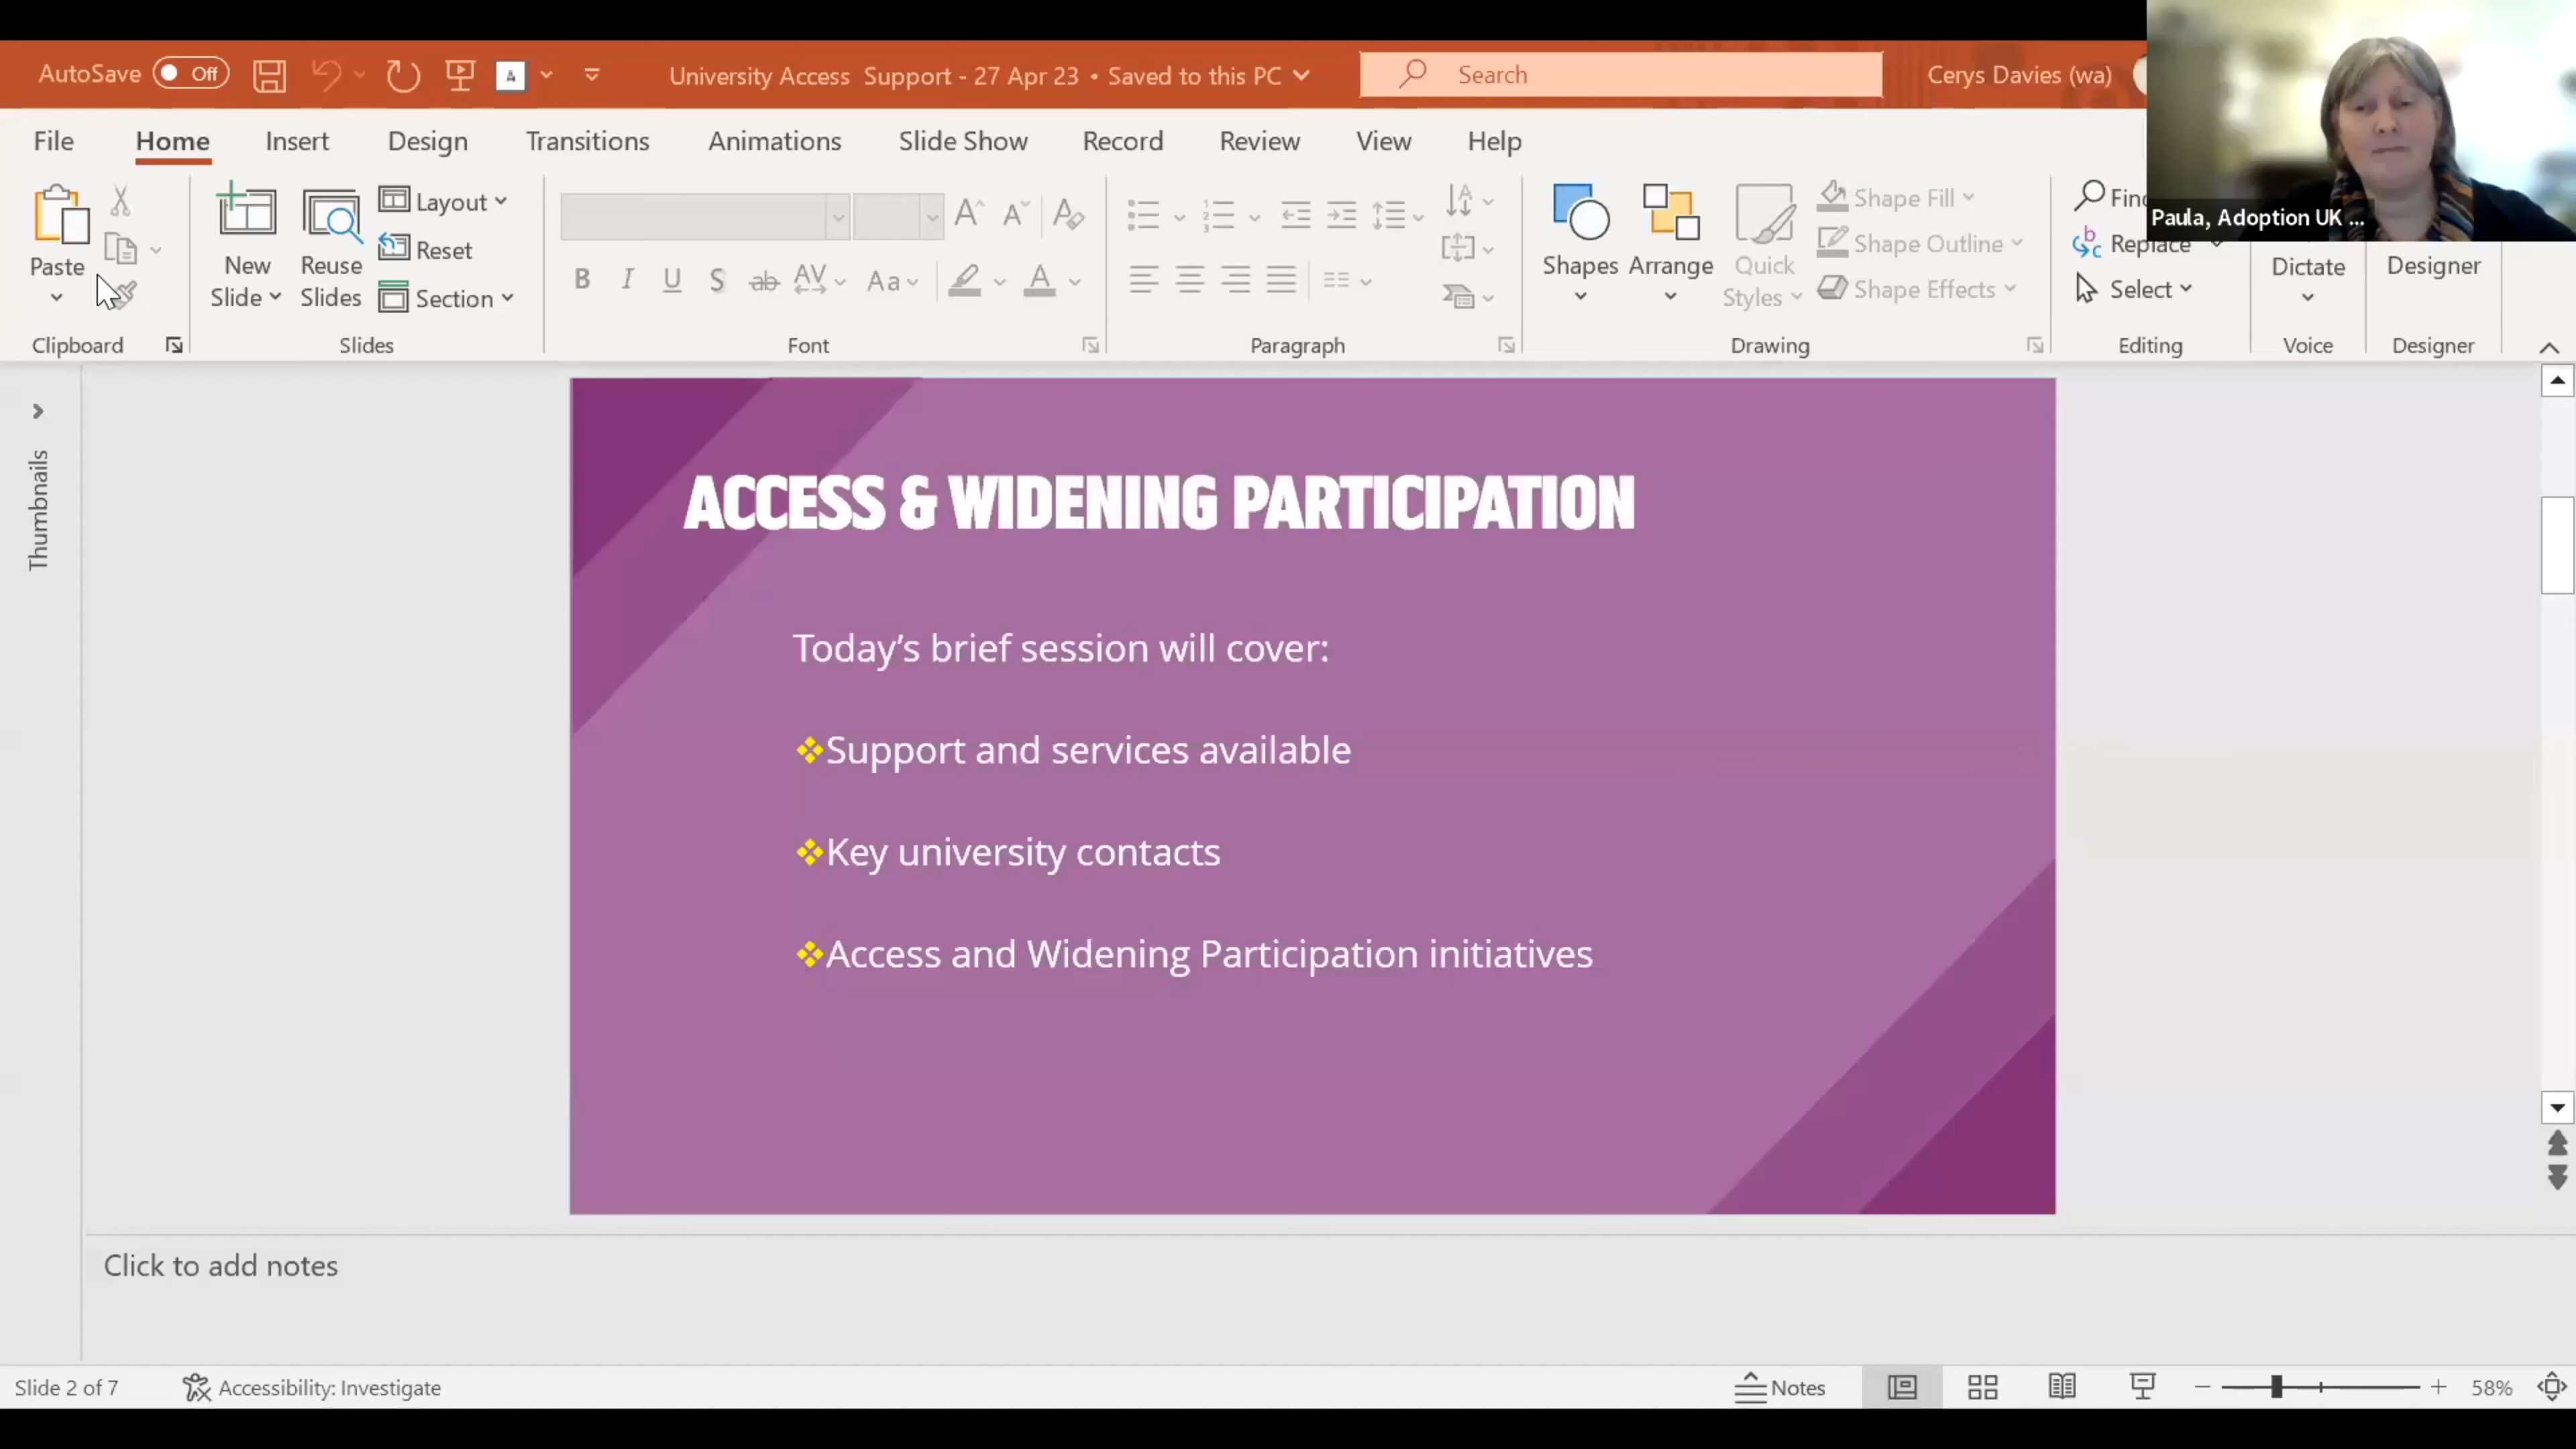 AutoSave Off
University Access Support - 27 Apr 23 • Saved to this PC
Search
Cerys Davies (wa)
File Home Insert Design Transitions Animations Slide Show Record Review View Help
Paste
Clipboard
New Slide
Reuse Slides
Layout
Reset
Section
Slides
B I U S ab AV Aa A
Font
Paragraph
Shapes
Arrange
Quick Styles
Shape Fill
Shape Outline
Shape Effects
Drawing
Replace
Select
Editing
Dictate
Voice
Designer
Designer
Paula, Adoption UK ...
Thumbnails
ACCESS & WIDENING PARTICIPATION
Today’s brief session will cover:
❖Support and services available
❖Key university contacts
❖Access and Widening Participation initiatives
Click to add notes
Slide 2 of 7
Accessibility: Investigate
Notes
58%